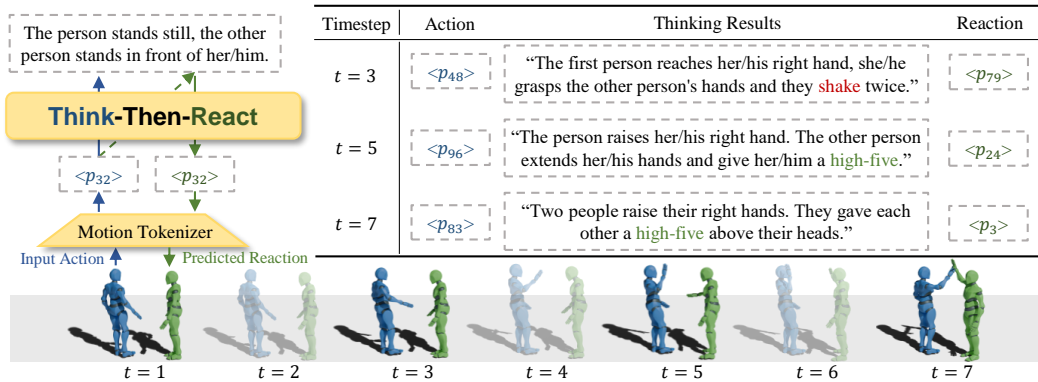 The person stands still, the other
person stands in front of her/him.
Think-Then-React
<p32>
<p32>
Motion Tokenizer
Input Action
Predicted Reaction
Timestep Action Thinking Results Reaction
t = 3
<p48>
“The first person reaches her/his right hand, she/he
grasps the other person's hands and they shake twice.”
<p79>
t = 5
<p96>
“The person raises her/his right hand. The other person
extends her/his hands and give her/him a high-five.”
<p24>
t = 7
<p83>
“Two people raise their right hands. They gave each
other a high-five above their heads.”
<p3>
t = 1
t = 2
t = 3
t = 4
t = 5
t = 6
t = 7